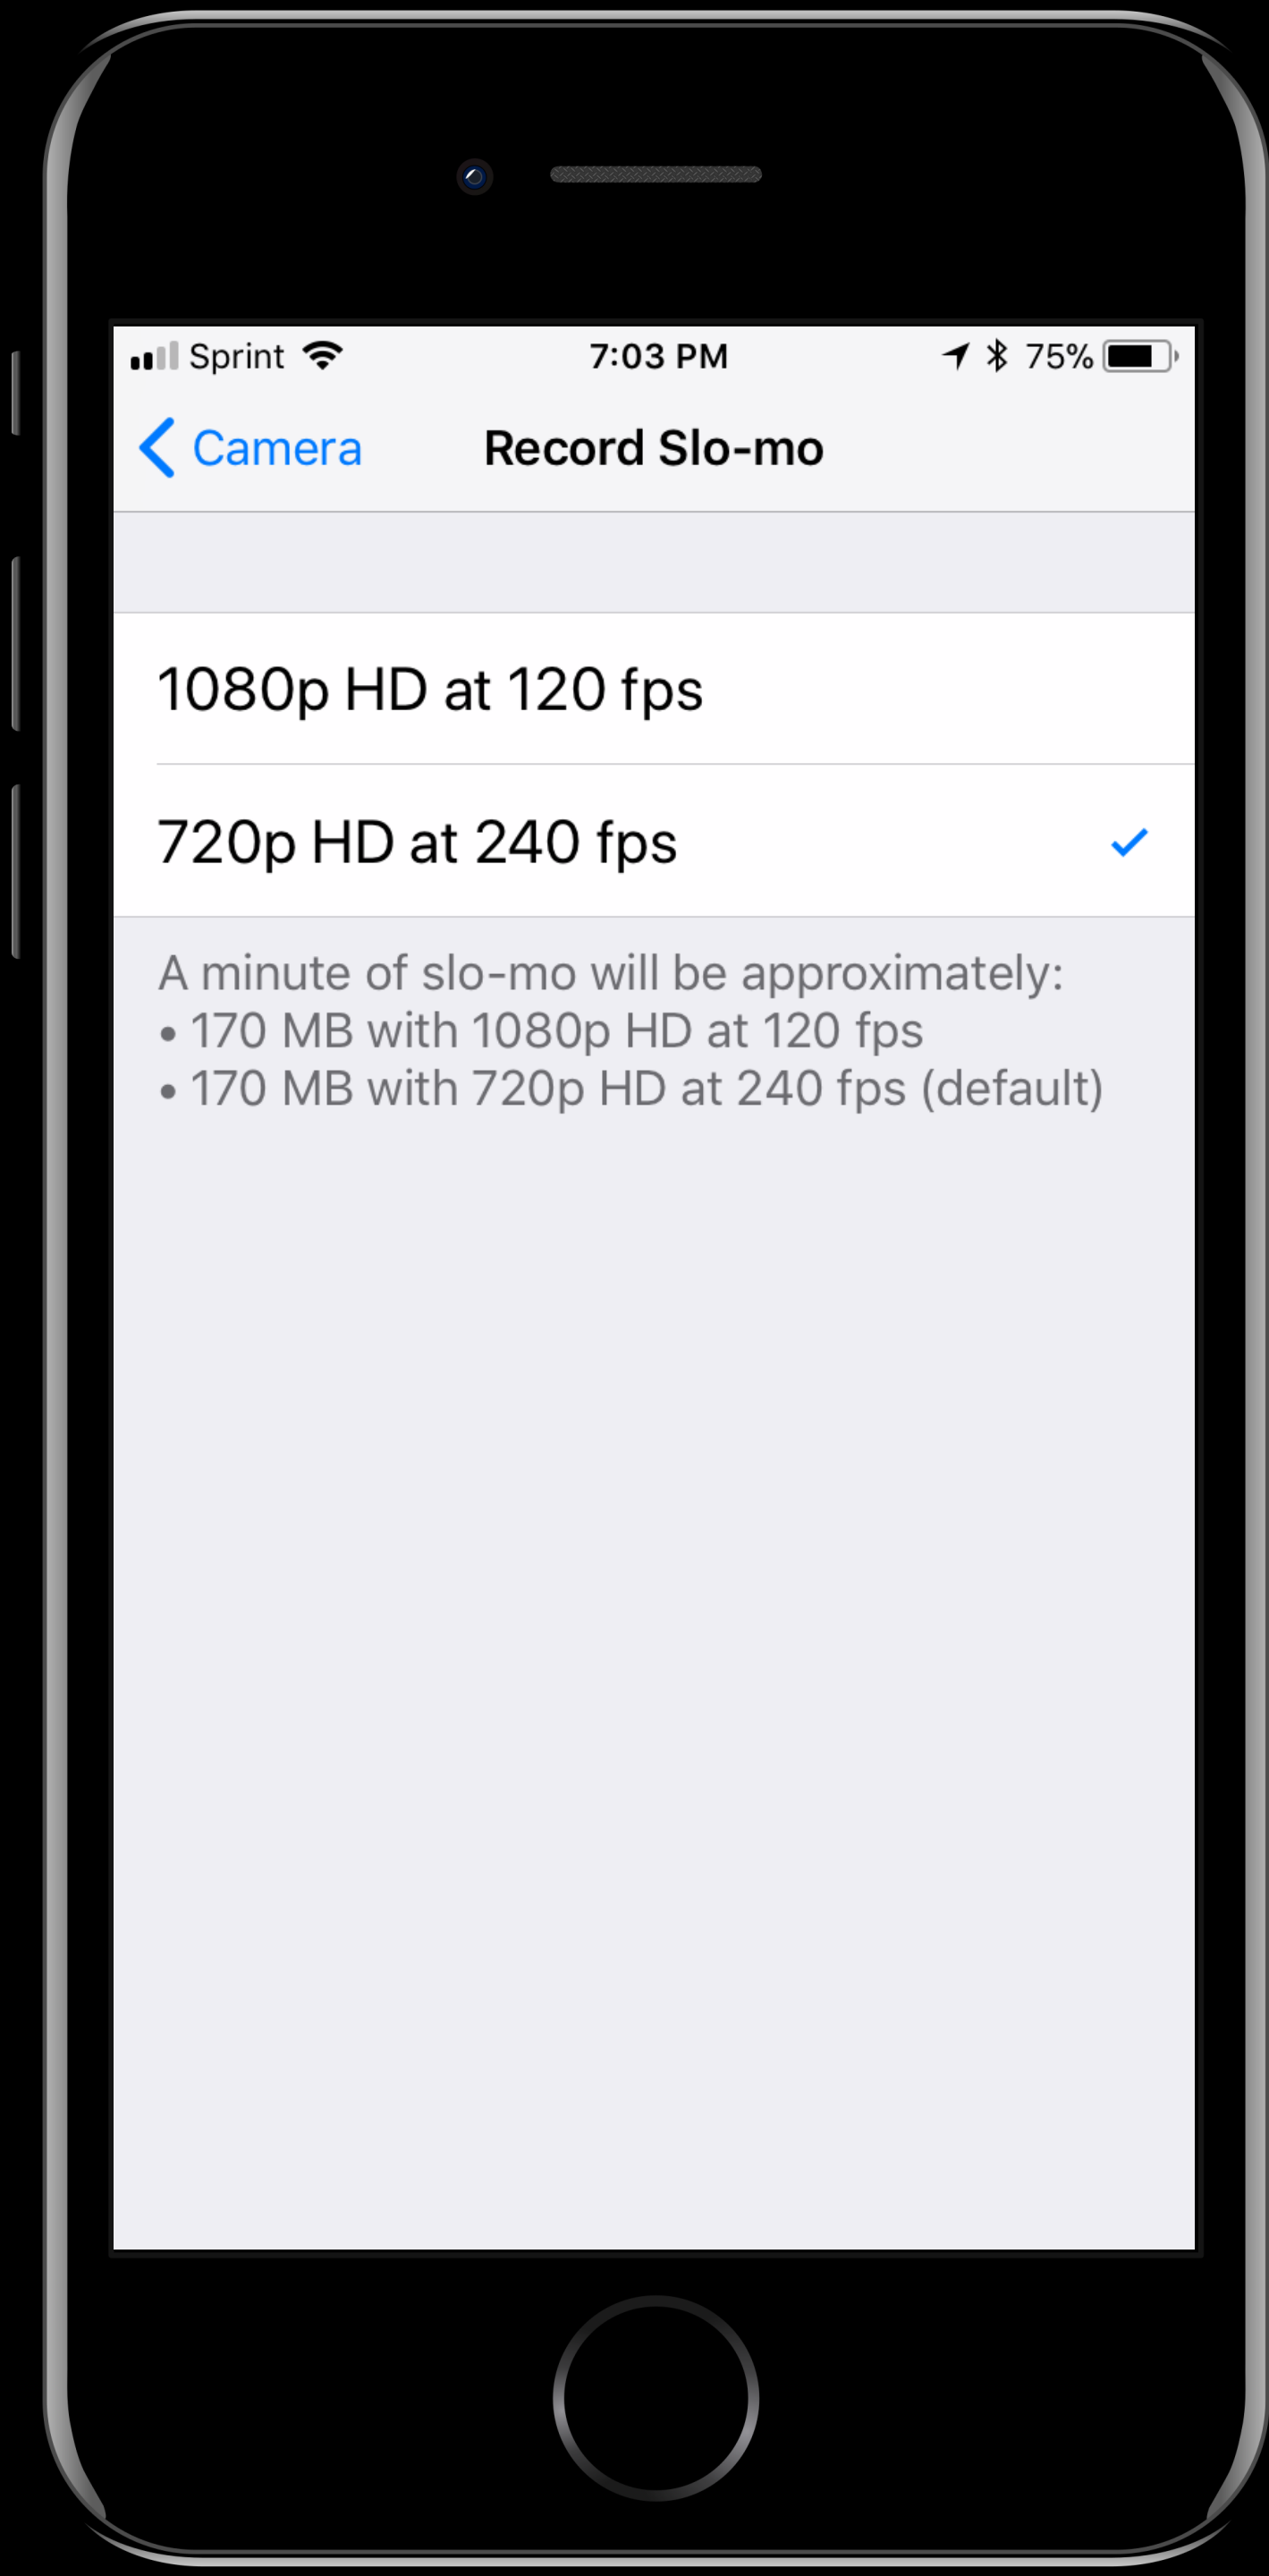 Sprint 7:03 PM 75%
Camera Record Slo-mo
1080p HD at 120 fps
720p HD at 240 fps
A minute of slo-mo will be approximately:
• 170 MB with 1080p HD at 120 fps
• 170 MB with 720p HD at 240 fps (default)